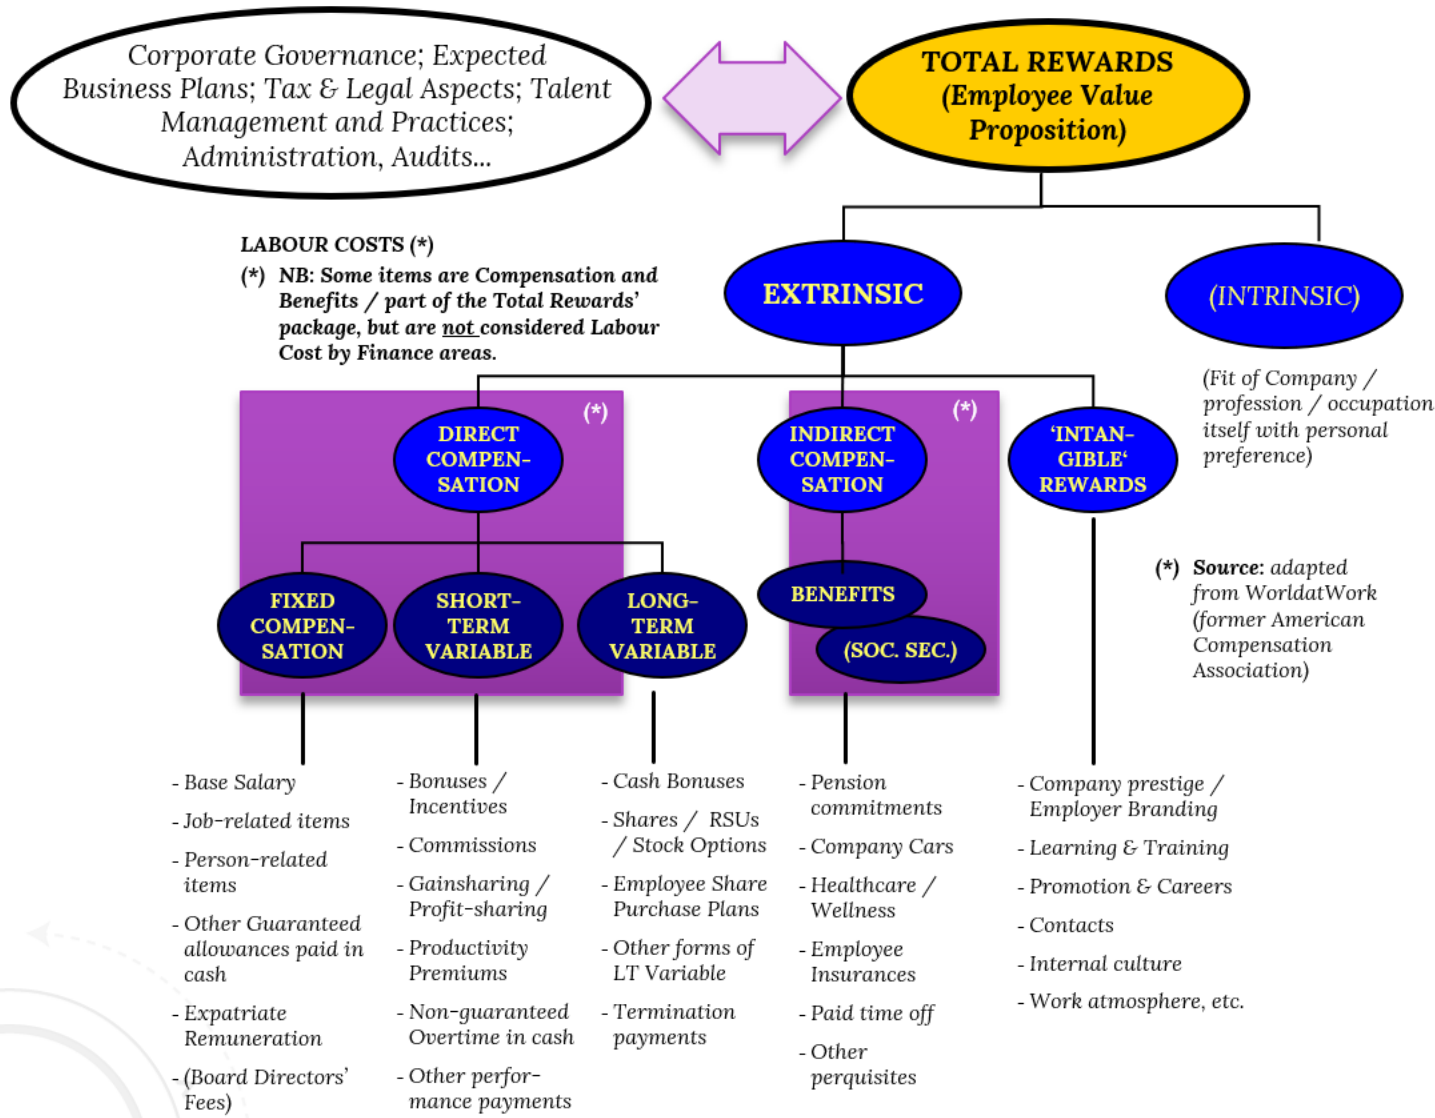 Corporate Governance; Expected
Business Plans; Tax & Legal Aspects; Talent
Management and Practices;
Administration, Audits...
TOTAL REWARDS
(Employee Value
Proposition)
LABOUR COSTS (*)
(*) NB: Some items are Compensation and
Benefits / part of the Total Rewards’
package, but are not considered Labour
Cost by Finance areas.
EXTRINSIC
(INTRINSIC)
(Fit of Company /
profession / occupation
itself with personal
preference)
(*)
DIRECT
COMPEN-
SATION
(*)
INDIRECT
COMPEN-
SATION
‘INTAN-
GIBLE‘
REWARDS
FIXED
COMPEN-
SATION
SHORT-
TERM
VARIABLE
LONG-
TERM
VARIABLE
BENEFITS
(SOC. SEC.)
(*) Source: adapted
from WorldatWork
(former American
Compensation
Association)
- Base Salary
- Job-related items
- Person-related
items
- Other Guaranteed
allowances paid in
cash
- Expatriate
Remuneration
- (Board Directors’
Fees)
- Bonuses /
Incentives
- Commissions
- Gainsharing /
Profit-sharing
- Productivity
Premiums
- Non-guaranteed
Overtime in cash
- Other perfor-
mance payments
- Cash Bonuses
- Shares / RSUs
/ Stock Options
- Employee Share
Purchase Plans
- Other forms of
LT Variable
- Termination
payments
- Pension
commitments
- Company Cars
- Healthcare /
Wellness
- Employee
Insurances
- Paid time off
- Other
perquisites
- Company prestige /
Employer Branding
- Learning & Training
- Promotion & Careers
- Contacts
- Internal culture
- Work atmosphere, etc.